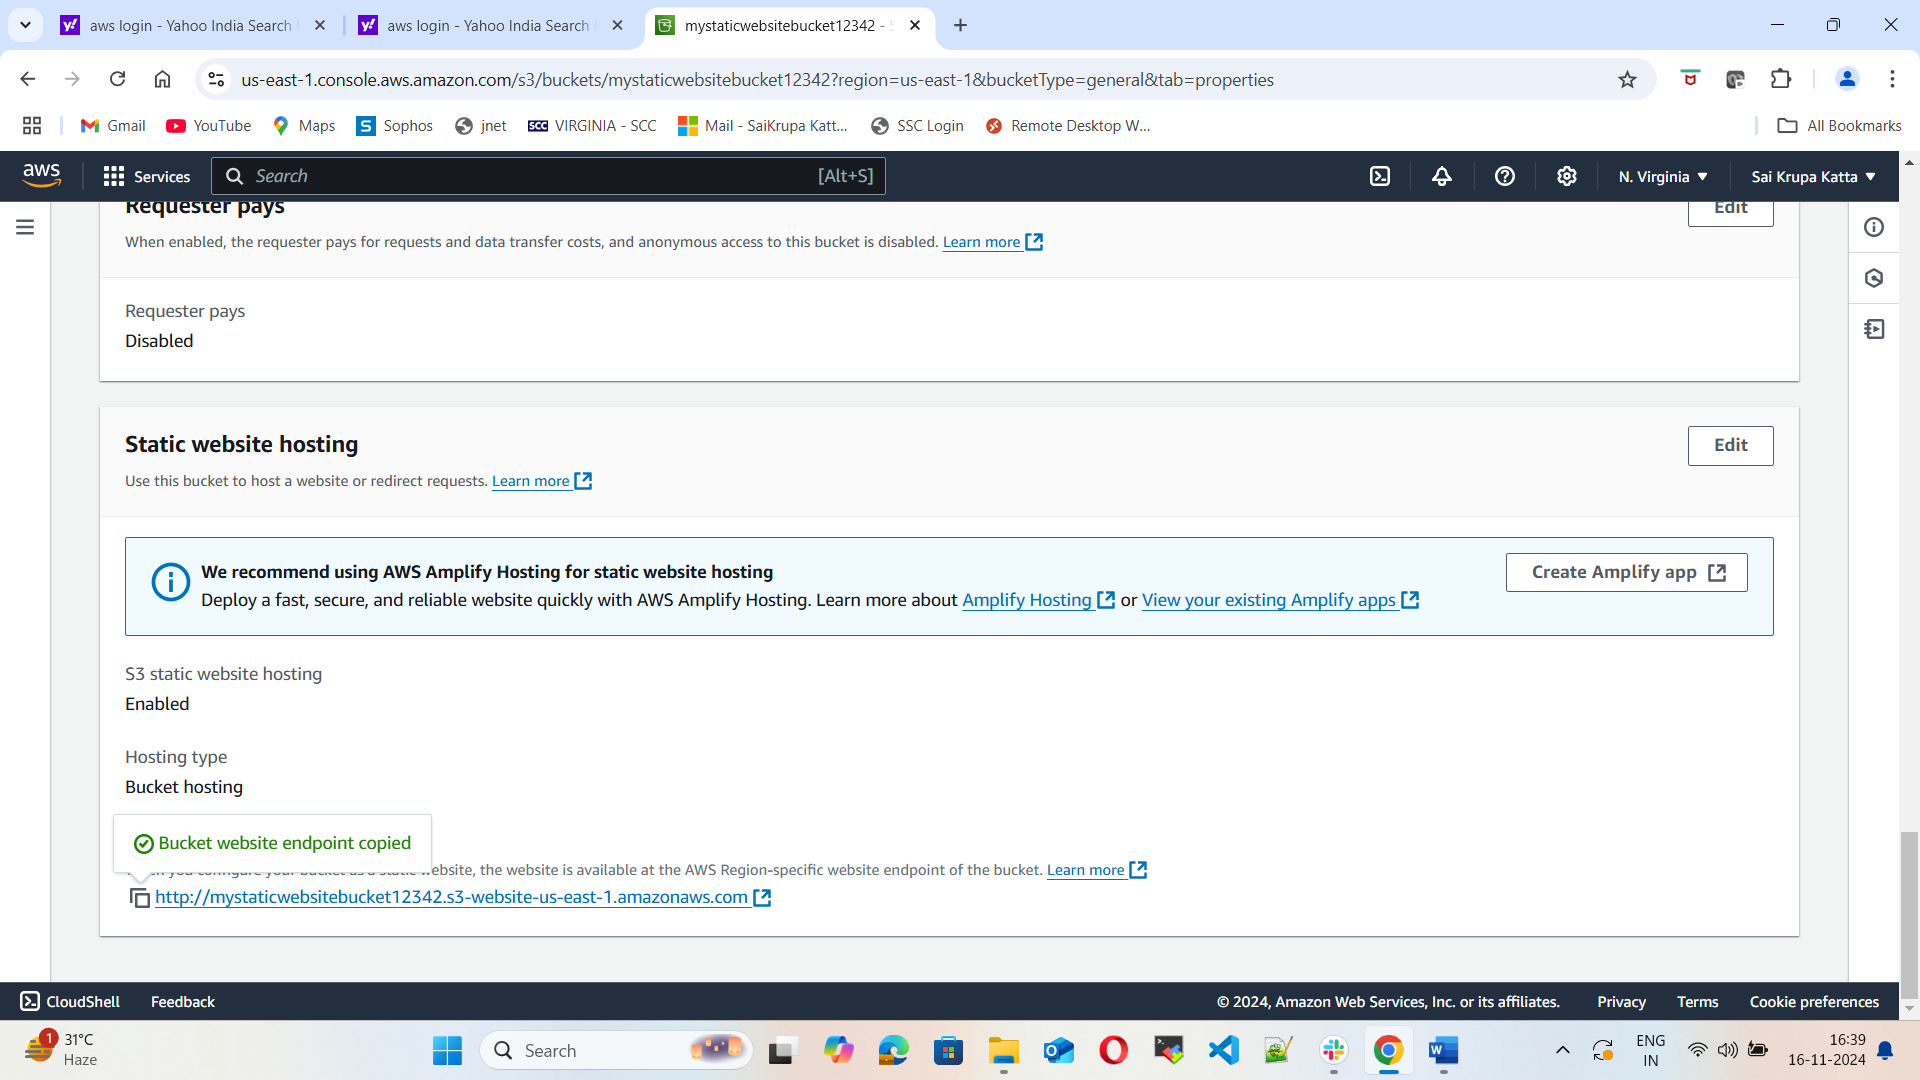 aws login - Yahoo India Search
aws login - Yahoo India Search
mystaticwebsitebucket12342 -
us-east-1.console.aws.amazon.com/s3/buckets/mystaticwebsitebucket12342?region=us-east-1&bucketType=general&tab=properties
Gmail
YouTube
Maps
Sophos
jnet
SCC VIRGINIA - SCC
Mail - SaiKrupa Katt...
SSC Login
Remote Desktop W...
All Bookmarks
aws
Services
Search
[Alt+S]
N. Virginia
Sai Krupa Katta
Requester pays
Edit
When enabled, the requester pays for requests and data transfer costs, and anonymous access to this bucket is disabled. Learn more
Requester pays
Disabled
Static website hosting
Edit
Use this bucket to host a website or redirect requests. Learn more
We recommend using AWS Amplify Hosting for static website hosting
Create Amplify app
Deploy a fast, secure, and reliable website quickly with AWS Amplify Hosting. Learn more about Amplify Hosting or View your existing Amplify apps
S3 static website hosting
Enabled
Hosting type
Bucket hosting
Bucket website endpoint copied
you configure your bucket as a static website, the website is available at the AWS Region-specific website endpoint of the bucket. Learn more
http://mystaticwebsitebucket12342.s3-website-us-east-1.amazonaws.com
CloudShell
Feedback
© 2024, Amazon Web Services, Inc. or its affiliates.
Privacy
Terms
Cookie preferences
1
31°C
Haze
Search
ENG
IN
16:39
16-11-2024